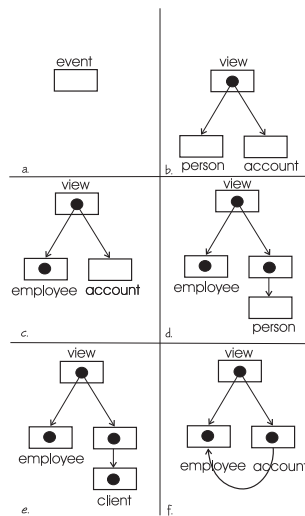 event
a.
view
person account
b.
view
employee account
c.
view
employee
person
d.
view
employee
client
e.
view
employee account
f.